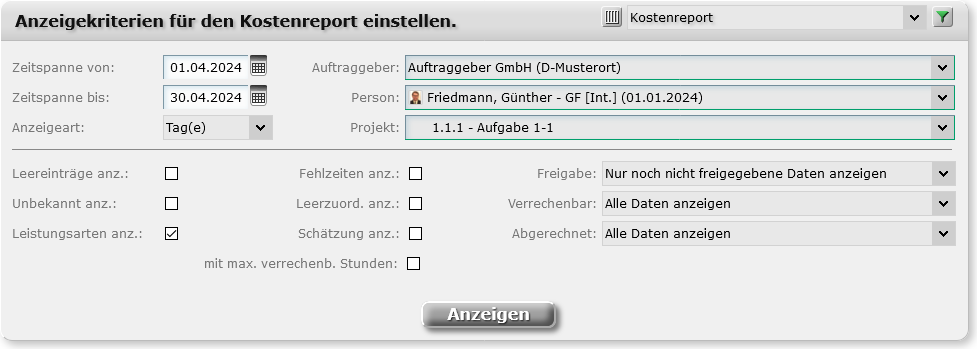 Anzeigekriterien für den Kostenreport einstellen. Kostenreport
Zeitspanne von: 01.04.2024 Auftraggeber: Auftraggeber GmbH (D-Musterort)
Zeitspanne bis: 30.04.2024 Person: Friedmann, Günther - GF [Int.] (01.01.2024)
Anzeigeart: Tag(e) Projekt: 1.1.1 - Aufgabe 1-1
Leereinträge anz.: Fehlzeiten anz.: Freigabe: Nur noch nicht freigegebene Daten anzeigen
Unbekannt anz.: Leerzuord. anz.: Verrechenbar: Alle Daten anzeigen
Leistungsarten anz.: Schätzung anz.: Abgerechnet: Alle Daten anzeigen
mit max. verrechenb. Stunden:
Anzeigen